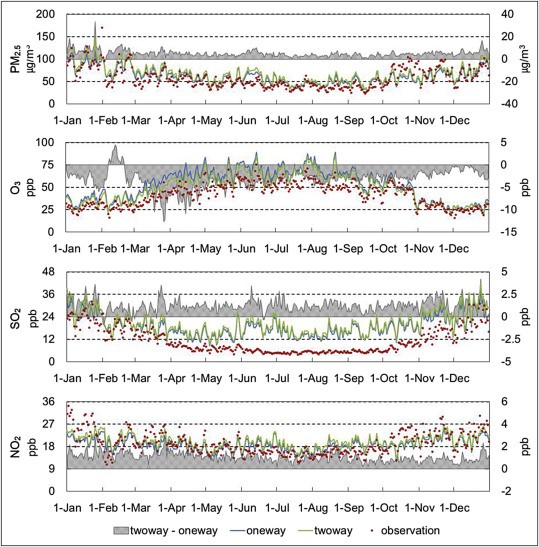 200 40
150 20
100 0
50 -20
0 -40
PM2.5
µg/m³
µg/m3
1-Jan 1-Feb 1-Mar 1-Apr 1-May 1-Jun 1-Jul 1-Aug 1-Sep 1-Oct 1-Nov 1-Dec
100 5
75 0
50 -5
25 -10
0 -15
O3
ppb
ppb
1-Jan 1-Feb 1-Mar 1-Apr 1-May 1-Jun 1-Jul 1-Aug 1-Sep 1-Oct 1-Nov 1-Dec
48 5
36 2.5
24 0
12 -2.5
0 -5
SO2
ppb
ppb
1-Jan 1-Feb 1-Mar 1-Apr 1-May 1-Jun 1-Jul 1-Aug 1-Sep 1-Oct 1-Nov 1-Dec
36 6
27 4
18 2
9 0
0 -2
NO2
ppb
ppb
1-Jan 1-Feb 1-Mar 1-Apr 1-May 1-Jun 1-Jul 1-Aug 1-Sep 1-Oct 1-Nov 1-Dec
twoway - oneway oneway twoway observation